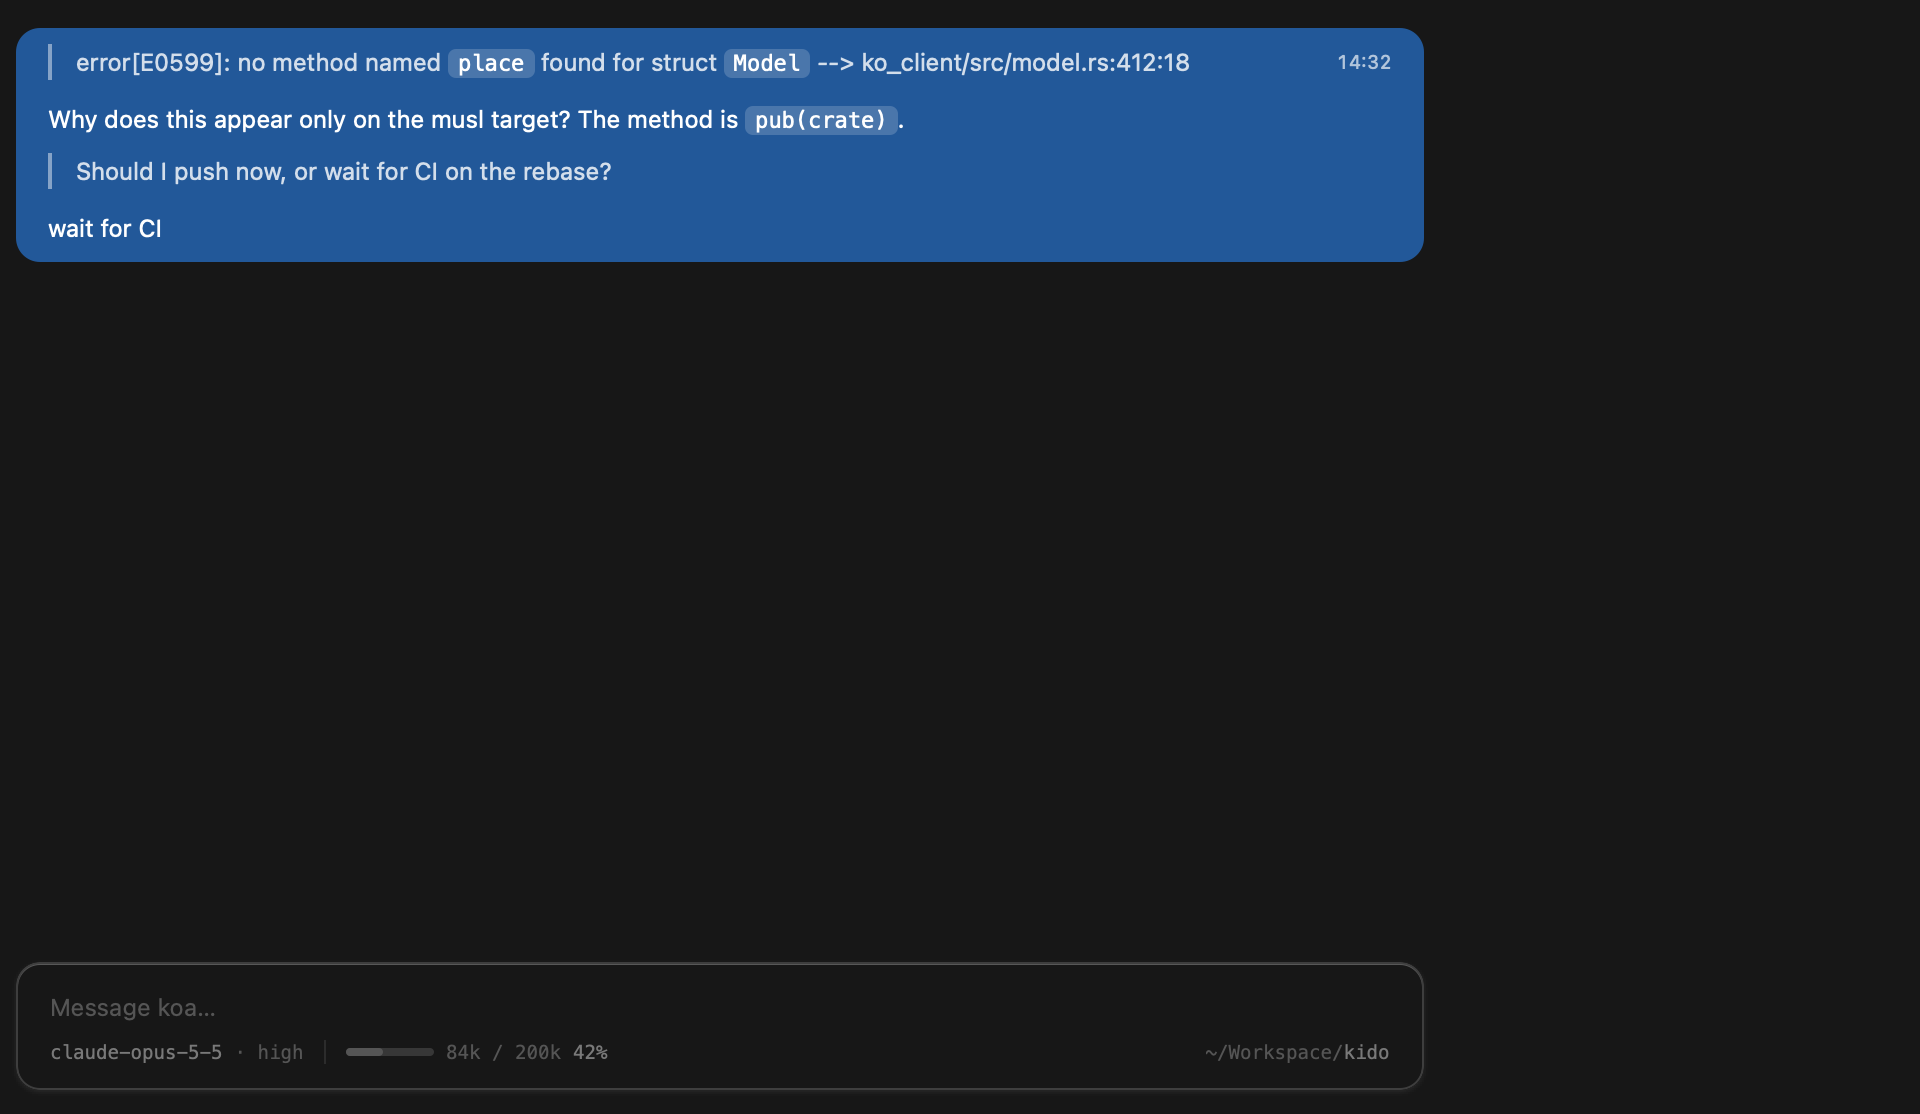 error[E0599]: no method named place found for struct Model --> ko_client/src/model.rs:412:18 14:32
Why does this appear only on the musl target? The method is pub(crate).
Should I push now, or wait for CI on the rebase?
wait for CI
Message koa...
claude-opus-5-5 · high 84k / 200k 42% ~/Workspace/kido